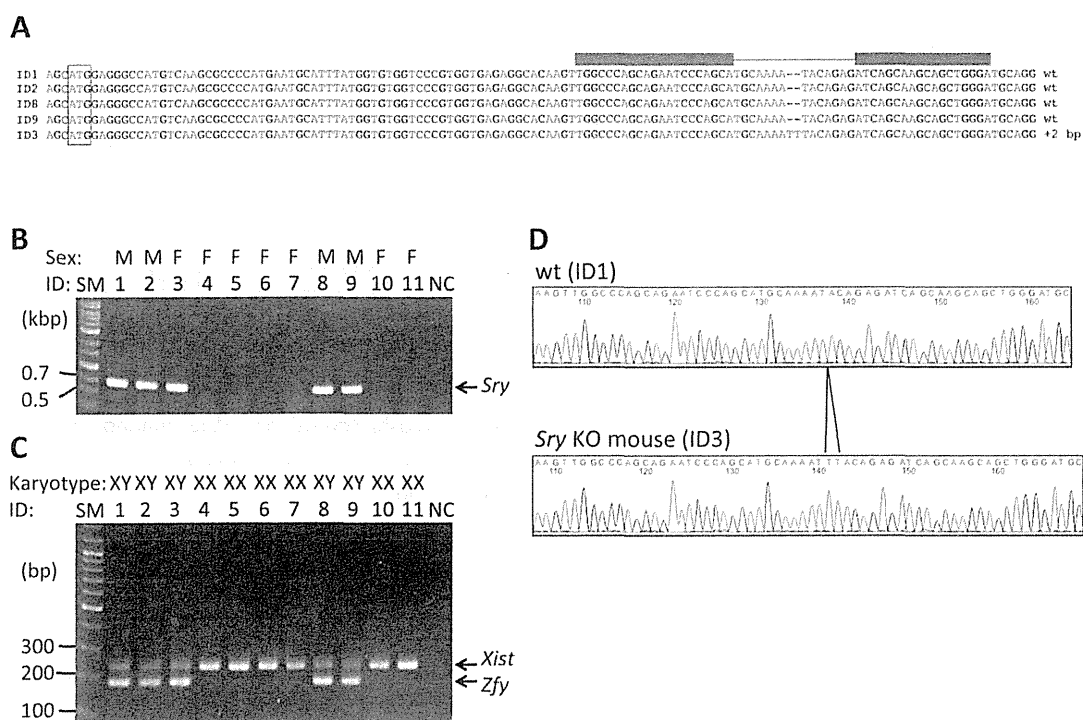 A
ID1 AGCATGGAGGGCCATGTCAAGCGCCCCATGAATGCATTTATGGTGTGGTCCCGTGGTGAGAGGCACAAGTTGGCCCAGCAGAATCCCAGCATGCAAAA--TACAGAGATCAGCAAGCAGCTGGGATGCAGG wt
ID2 AGCATGGAGGGCCATGTCAAGCGCCCCATGAATGCATTTATGGTGTGGTCCCGTGGTGAGAGGCACAAGTTGGCCCAGCAGAATCCCAGCATGCAAAA--TACAGAGATCAGCAAGCAGCTGGGATGCAGG wt
ID8 AGCATGGAGGGCCATGTCAAGCGCCCCATGAATGCATTTATGGTGTGGTCCCGTGGTGAGAGGCACAAGTTGGCCCAGCAGAATCCCAGCATGCAAAA--TACAGAGATCAGCAAGCAGCTGGGATGCAGG wt
ID9 AGCATGGAGGGCCATGTCAAGCGCCCCATGAATGCATTTATGGTGTGGTCCCGTGGTGAGAGGCACAAGTTGGCCCAGCAGAATCCCAGCATGCAAAA--TACAGAGATCAGCAAGCAGCTGGGATGCAGG wt
ID3 AGCATGGAGGGCCATGTCAAGCGCCCCATGAATGCATTTATGGTGTGGTCCCGTGGTGAGAGGCACAAGTTGGCCCAGCAGAATCCCAGCATGCAAAATTTACAGAGATCAGCAAGCAGCTGGGATGCAGG +2 bp
B
Sex: M M F F F F F M M F F
ID: SM 1 2 3 4 5 6 7 8 9 10 11 NC
(kbp)
0.7
0.5
Sry
C
Karyotype: XY XY XY XX XX XX XX XY XY XX XX
ID: SM 1 2 3 4 5 6 7 8 9 10 11 NC
(bp)
300
200
100
Xist
Zfy
D
wt (ID1)
AAGTTGGCCCAGCAGAATCCCAGCATGCAAAATACAGAGATCAGCAAGCAGCTGGGATGC
110 120 130 140 150 160
Sry KO mouse (ID3)
AAGTTGGCCCAGCAGAATCCCAGCATGCAAAATTTACAGAGATCAGCAAGCAGCTGGGATGC
110 120 130 140 150 160